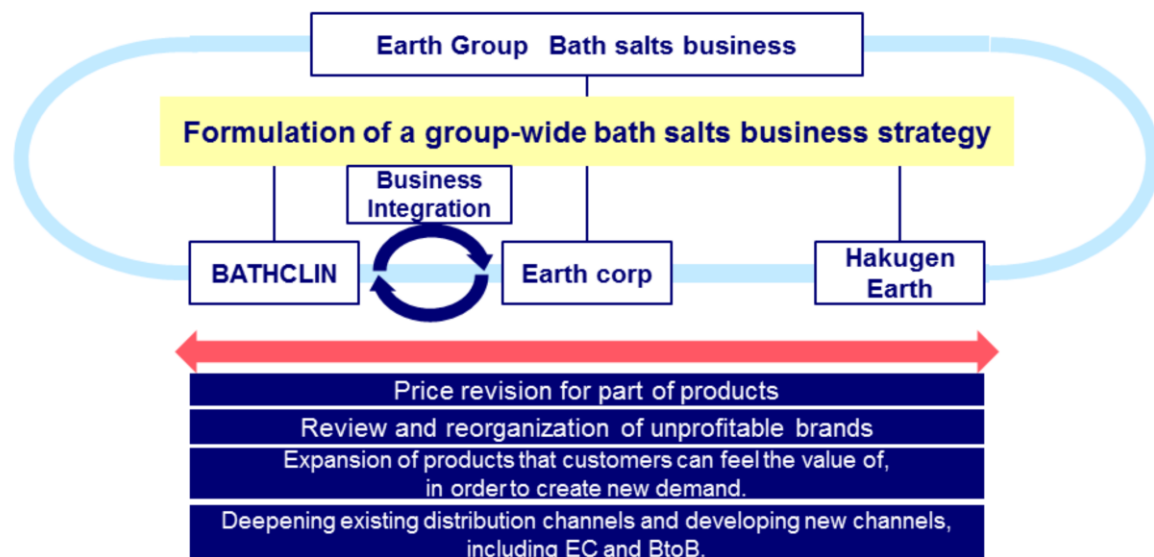 Earth Group Bath salts business
Formulation of a group-wide bath salts business strategy
Business
Integration
BATHCLIN
Earth corp
Hakugen
Earth
Price revision for part of products
Review and reorganization of unprofitable brands
Expansion of products that customers can feel the value of,
in order to create new demand.
Deepening existing distribution channels and developing new channels,
including EC and BtoB.